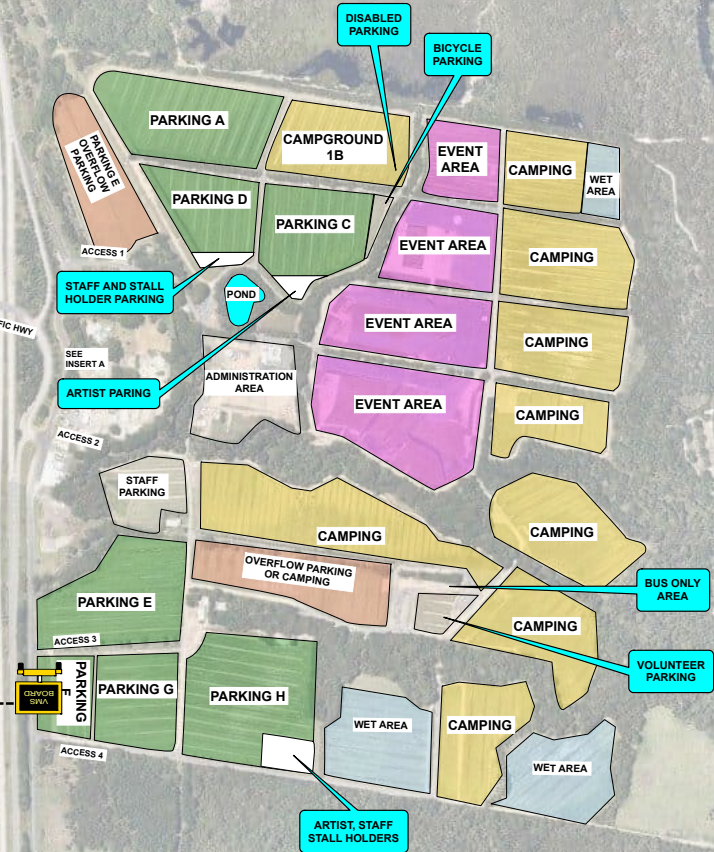 DISABLED
PARKING
BICYCLE
PARKING
PARKING A
CAMPGROUND
1B
EVENT
AREA
CAMPING
WET
AREA
PARKING E
OVERFLOW
PARKING
PARKING D
PARKING C
EVENT AREA
CAMPING
ACCESS 1
STAFF AND STALL
HOLDER PARKING
POND
EVENT AREA
CAMPING
FIC HWY
SEE
INSERT A
ARTIST PARING
ADMINISTRATION
AREA
EVENT AREA
CAMPING
ACCESS 2
STAFF
PARKING
CAMPING
CAMPING
OVERFLOW PARKING
OR CAMPING
BUS ONLY
AREA
PARKING E
CAMPING
ACCESS 3
VOLUNTEER
PARKING
VMS
BOARD
PARKING
F
PARKING G
PARKING H
WET AREA
CAMPING
ACCESS 4
WET AREA
ARTIST, STAFF
STALL HOLDERS